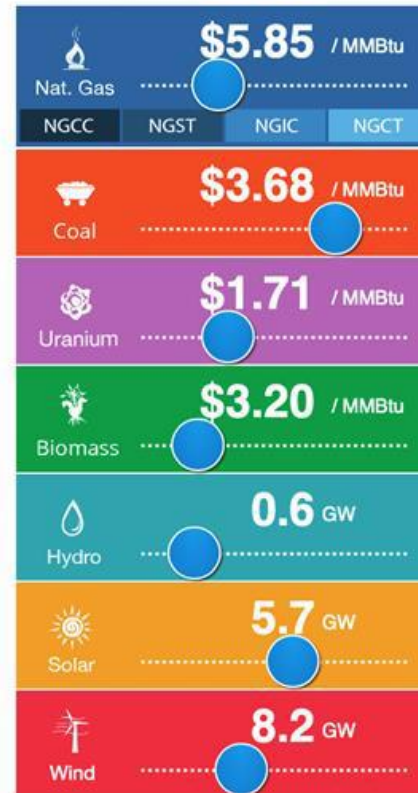 $5.85 / MMBtu
Nat. Gas
NGCC NGST NGIC NGCT
$3.68 / MMBtu
Coal
$1.71 / MMBtu
Uranium
$3.20 / MMBtu
Biomass
0.6 GW
Hydro
5.7 GW
Solar
8.2 GW
Wind